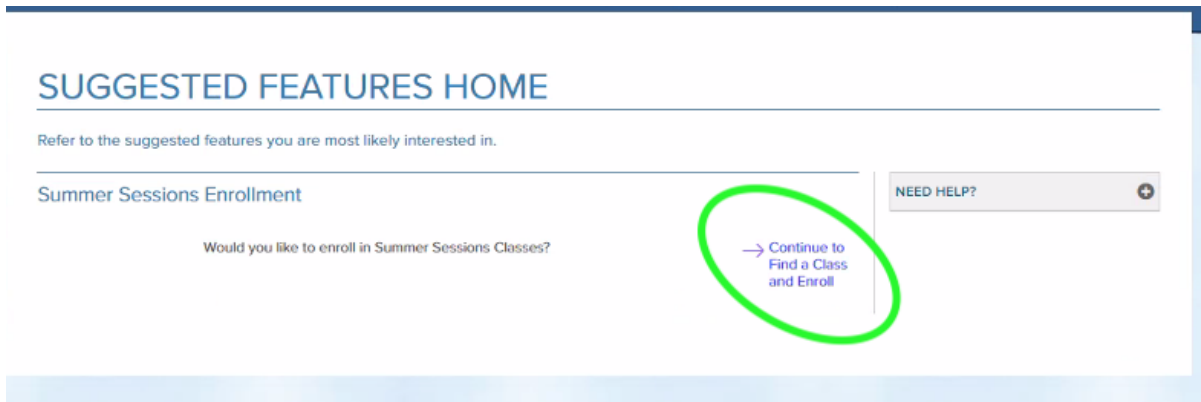 SUGGESTED FEATURES HOME
Refer to the suggested features you are most likely interested in.
Summer Sessions Enrollment
NEED HELP?
Would you like to enroll in Summer Sessions Classes?
Continue to
Find a Class
and Enroll